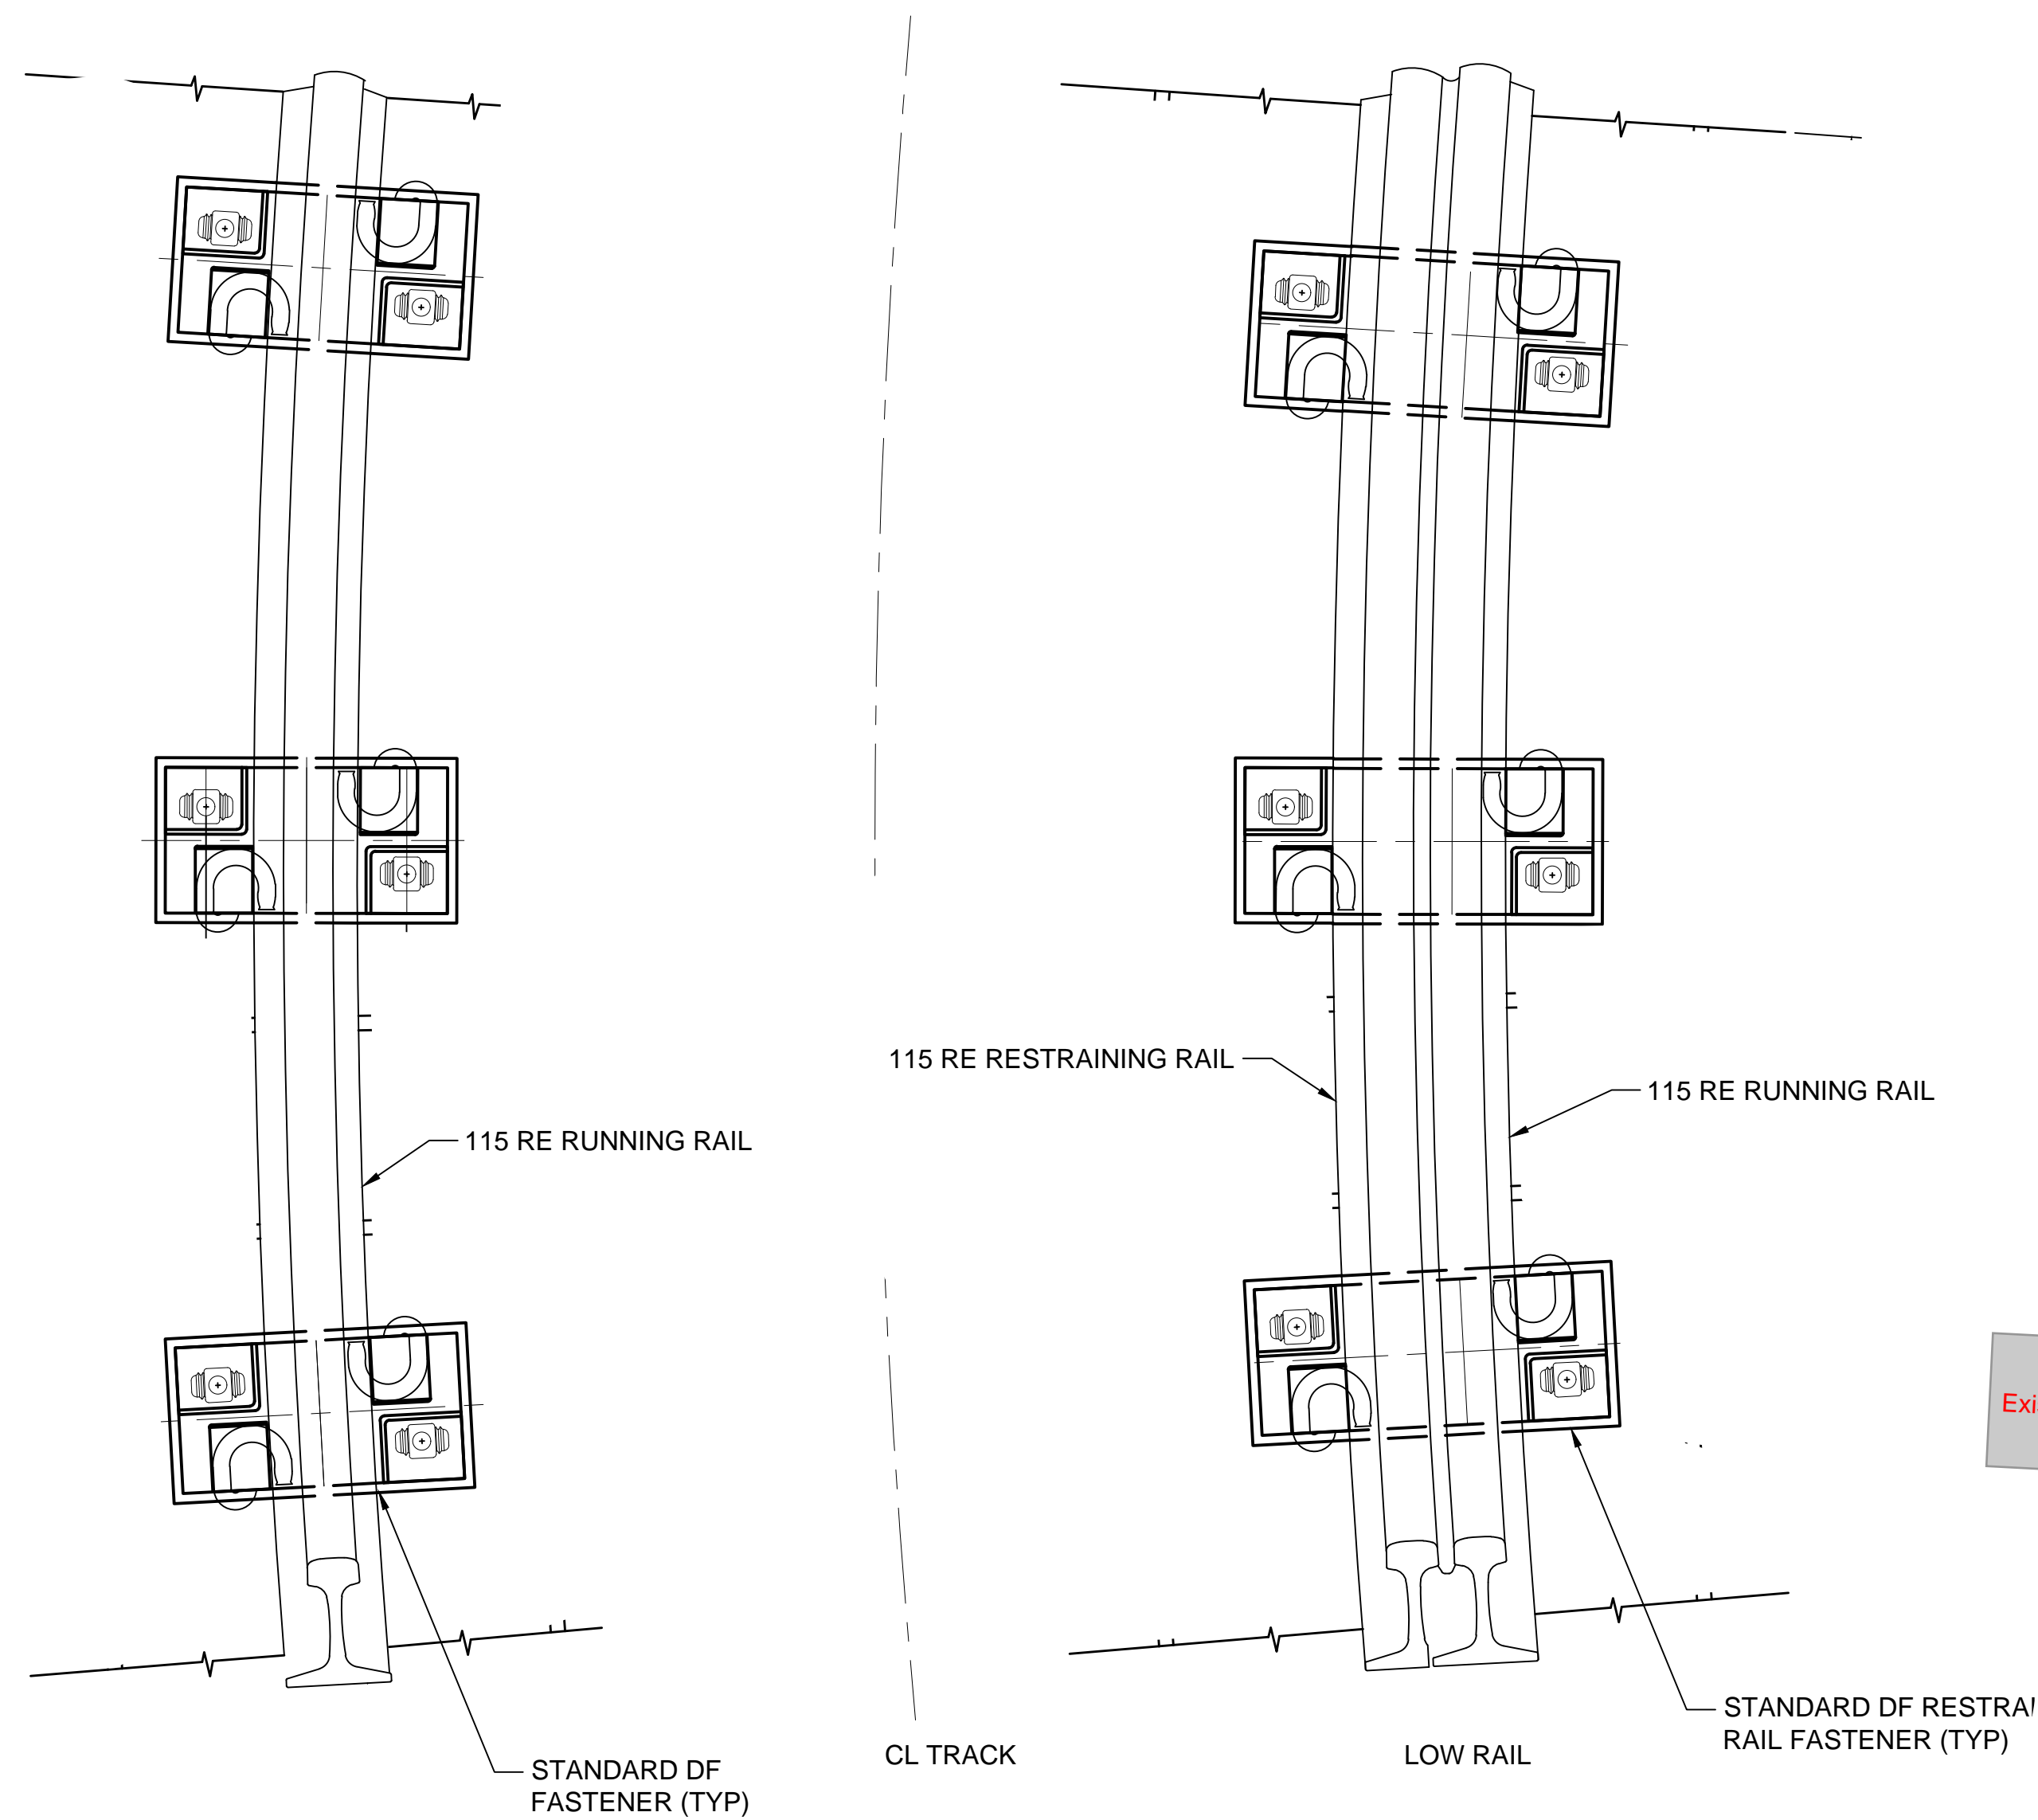 115 RE RESTRAINING RAIL
115 RE RUNNING RAIL
115 RE RUNNING RAIL
STANDARD DF
RAIL FASTENER (TYP)
CL TRACK
LOW RAIL
STANDARD DF
FASTENER (TYP)